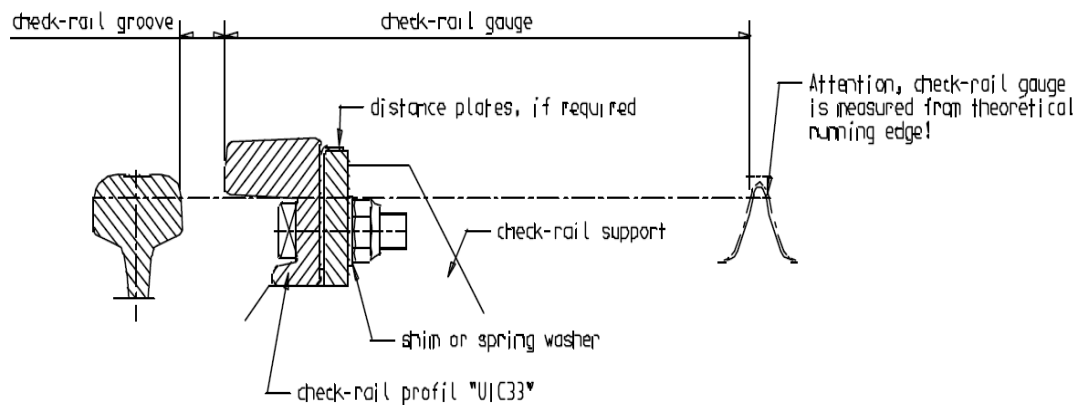 check-rail groove
check-rail gauge
Attention, check-rail gauge
is measured from theoretical
running edge!
distance plates, if required
check-rail support
shim or spring washer
check-rail profil "UIC33"